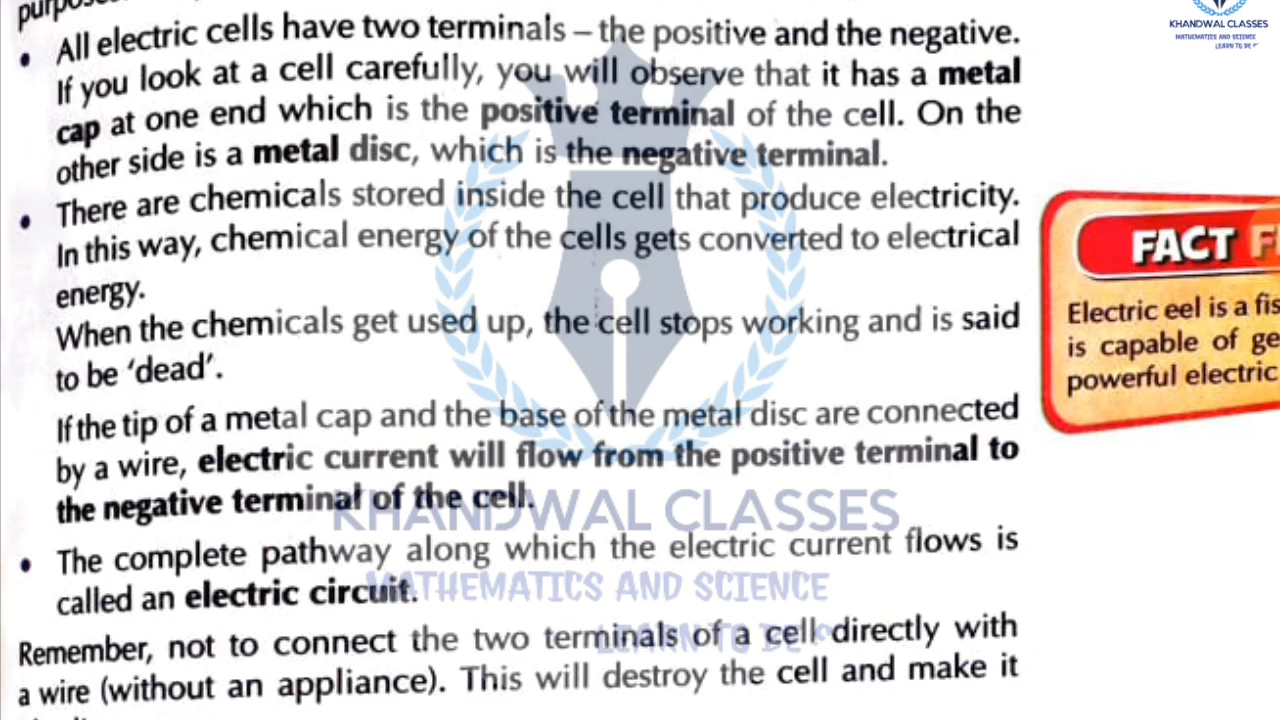 • All electric cells have two terminals – the positive and the negative.
If you look at a cell carefully, you will observe that it has a metal
cap at one end which is the positive terminal of the cell. On the
other side is a metal disc, which is the negative terminal.
• There are chemicals stored inside the cell that produce electricity.
In this way, chemical energy of the cells gets converted to electrical
energy.
When the chemicals get used up, the cell stops working and is said
to be 'dead'.
If the tip of a metal cap and the base of the metal disc are connected
by a wire, electric current will flow from the positive terminal to
the negative terminal of the cell.
• The complete pathway along which the electric current flows is
called an electric circuit.
Remember, not to connect the two terminals of a cell directly with
a wire (without an appliance). This will destroy the cell and make it
FACT
Electric eel is a
is capable of
powerful electric
KHANDWAL CLASSES
MATHEMATICS AND SCIENCE
LEARN TO BE
KHANDWAL CLASSES
MATHEMATICS AND SCIENCE
LEARN TO BE